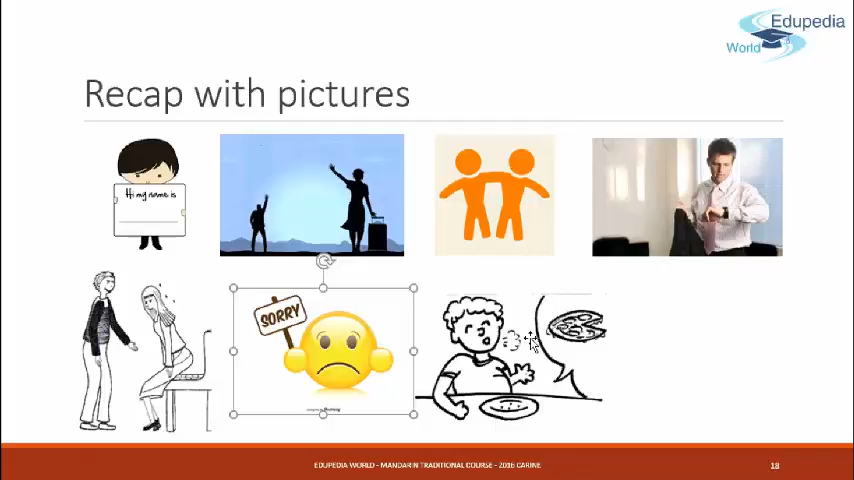 Edupedia
World
Recap with pictures
Hi my name is
SORRY
EDUPEDIA WORLD - MANDARIN TRADITIONAL COURSE - 2016 CARINE
18